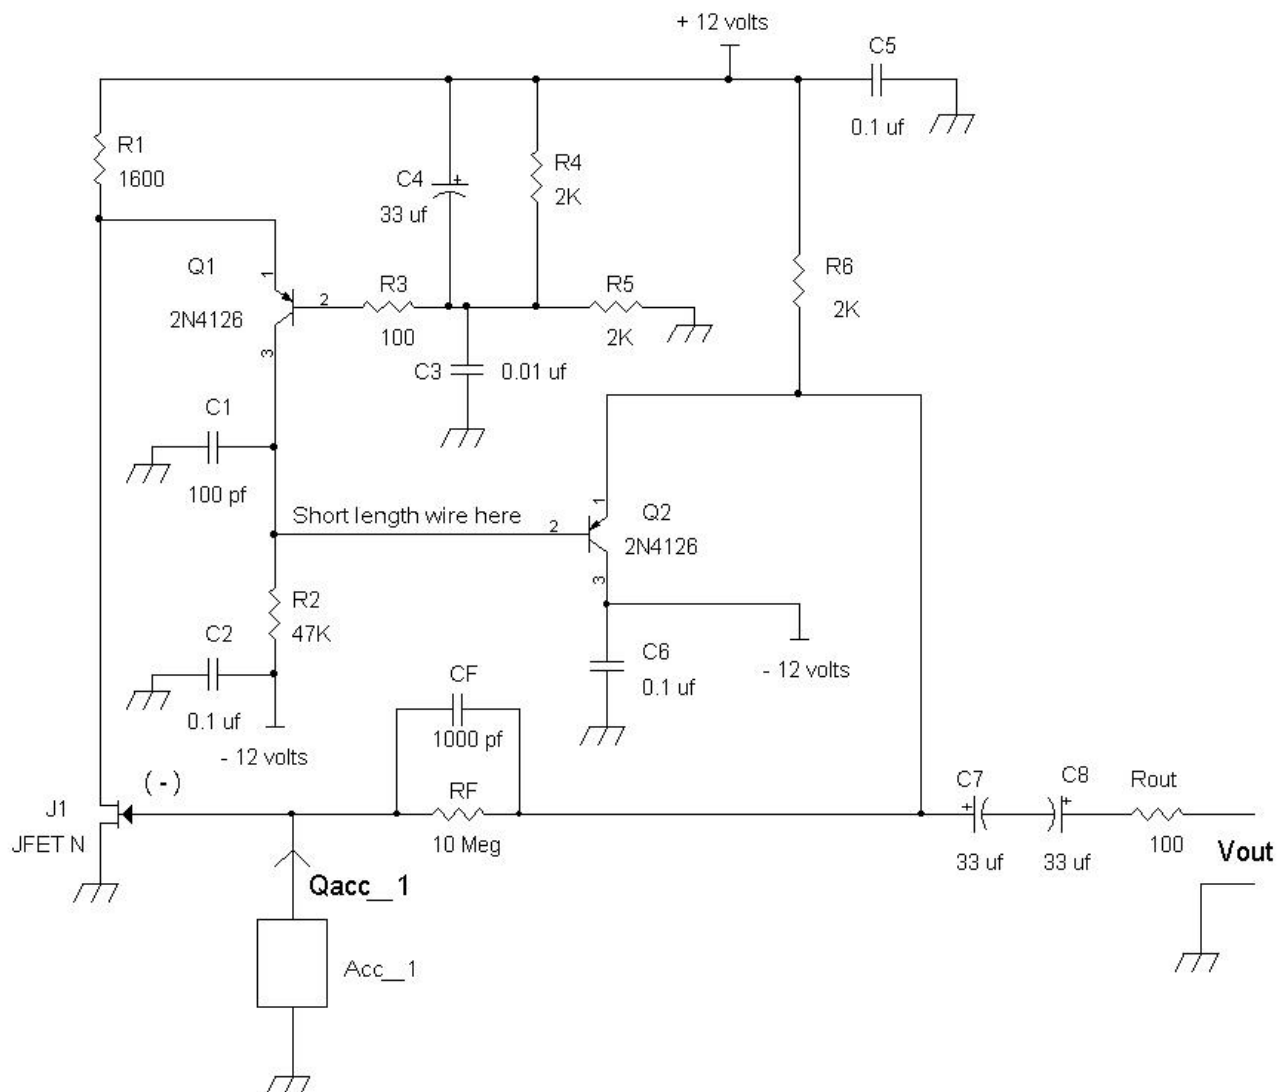 + 12 volts
C5
0.1 uf
R1
1600
C4
+
33 uf
R4
2K
Q1
1
2N4126
2
3
R3
100
R5
2K
R6
2K
C3
0.01 uf
C1
100 pf
Short length wire here
2
1
Q2
2N4126
3
R2
47K
C2
0.1 uf
- 12 volts
C6
0.1 uf
- 12 volts
CF
1000 pf
(-)
J1
JFET N
RF
10 Meg
C7
+
33 uf
C8
+
33 uf
Rout
100
Vout
Qacc__1
Acc__1